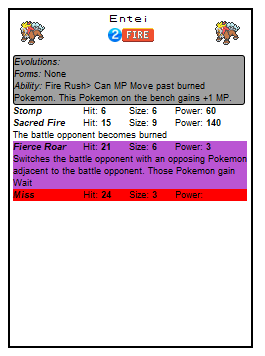 Entei
2 FIRE
Evolutions:
Forms: None
Ability: Fire Rush> Can MP Move past burned
Pokemon. This Pokemon on the bench gains +1 MP.
Stomp Hit: 6 Size: 6 Power: 60
Sacred Fire Hit: 15 Size: 9 Power: 140
The battle opponent becomes burned
Fierce Roar Hit: 21 Size: 6 Power: 3
Switches the battle opponent with an opposing Pokemon
adjacent to the battle opponent. Those Pokemon gain
Wait
Miss Hit: 24 Size: 3 Power: